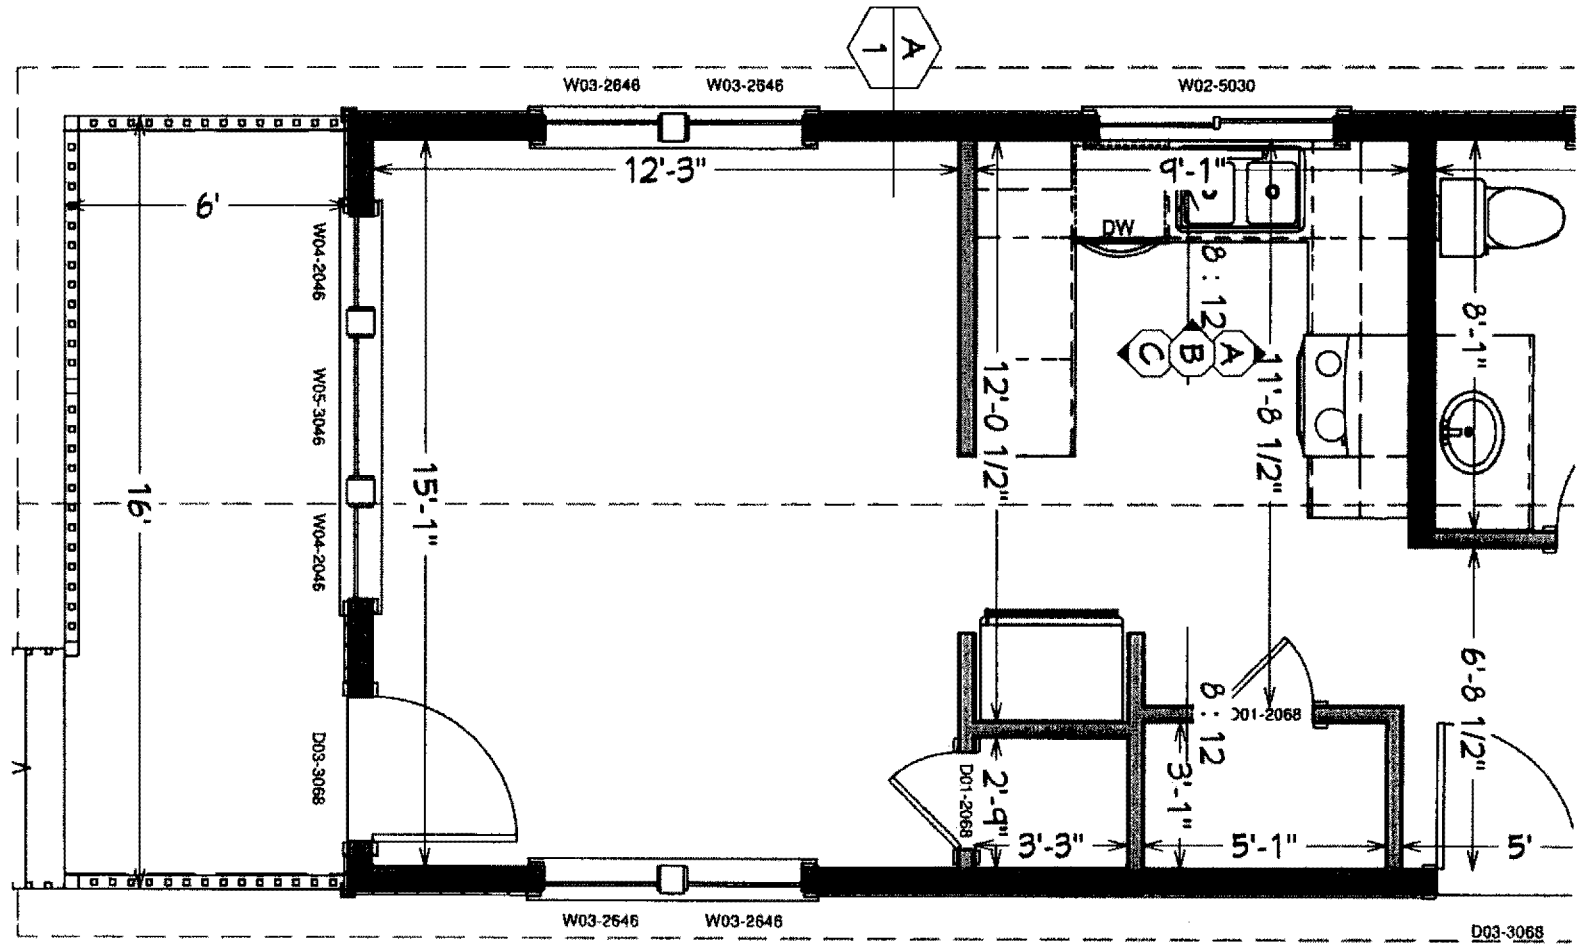 A
1
W03-2646 W03-2646
W02-5030
12'-3"
9'-1"
6'
DW
W04-2046
8 : 12
8'-1"
C B A
W05-3046
12'-0 1/2"
11'-8 1/2"
16'
15'-1"
W04-2046
6'-8 1/2"
8 : 12
D01-2068
D03-3068
D01-2068
2'-9"
3'-1"
3'-3"
5'-1"
5'
W03-2646 W03-2646
D03-3068